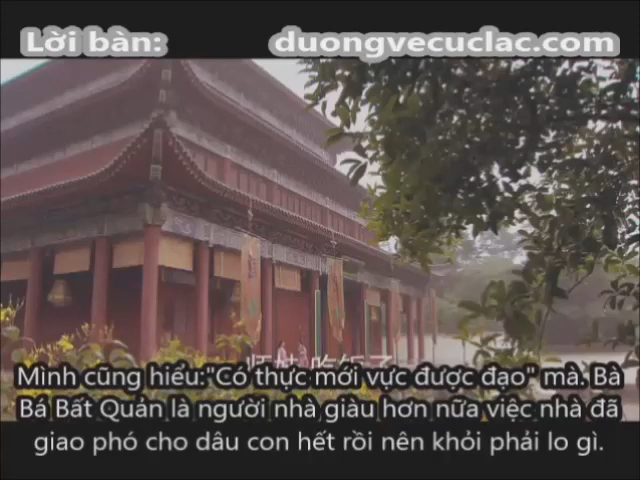 Lời bàn: duongvecuclac.com
Mình cũng hiểu:"Có thực mới vực được đạo" mà. Bà
Bá Bất Quản là người nhà giàu hơn nữa việc nhà đã
giao phó cho dâu con hết rồi nên khỏi phải lo gì.